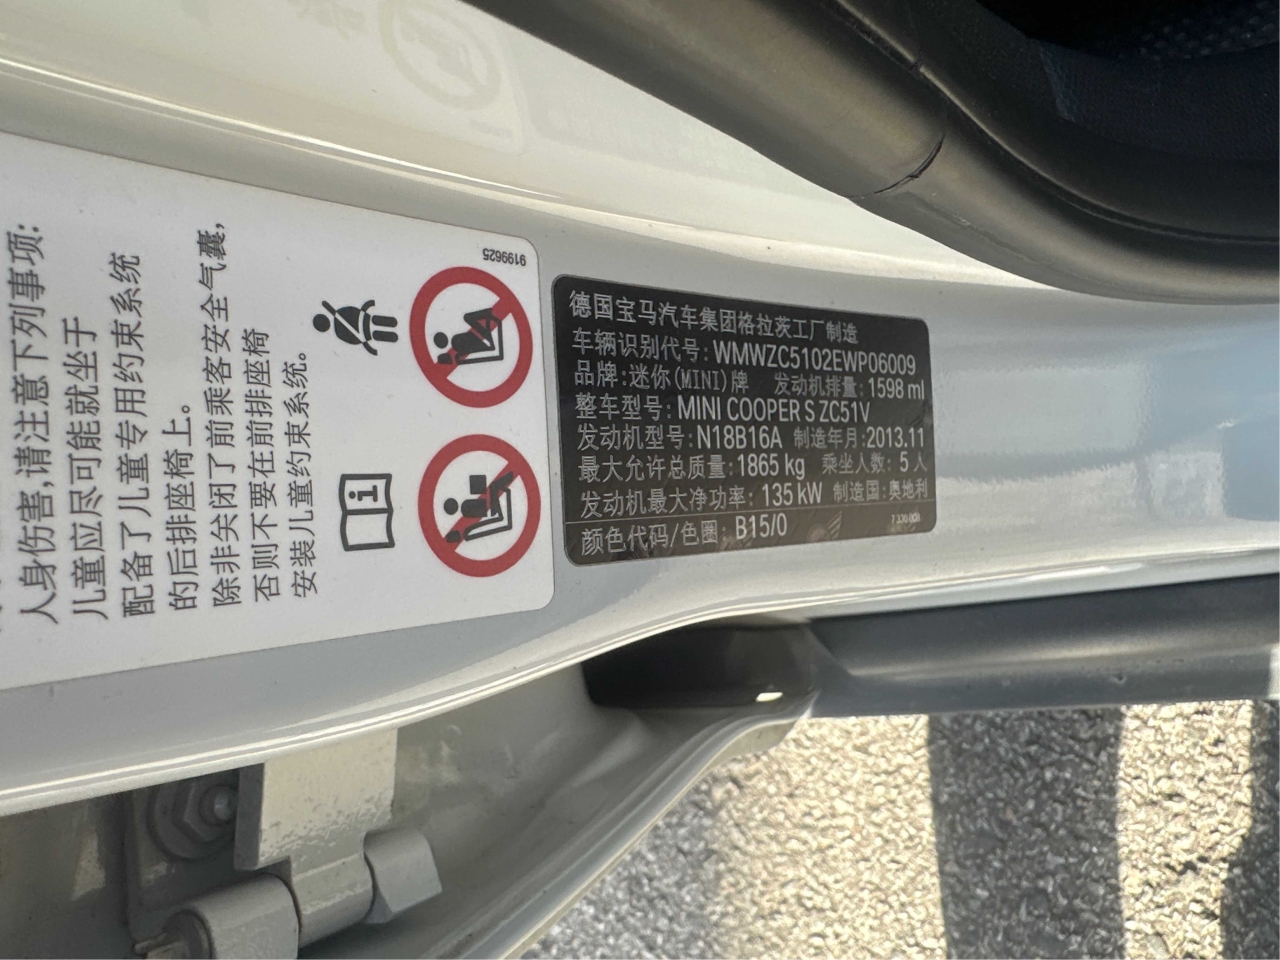 人身伤害,请注意下列事项:
儿童应尽可能就坐于
配备了儿童专用约束系统
的后排座椅上。
除非关闭了前乘客安全气囊,
否则不要在前排座椅
安装儿童约束系统。
9199625
德国宝马汽车集团格拉茨工厂制造
车辆识别代号:WMWZC5102EWP06009
品牌:迷你(MINI)牌 发动机排量:1598 ml
整车型号:MINI COOPER S ZC51V
发动机型号:N18B16A 制造年月:2013.11
最大允许总质量:1865 kg 乘坐人数:5人
发动机最大净功率:135 kW 制造国:奥地利
颜色代码/色圈:B15/0